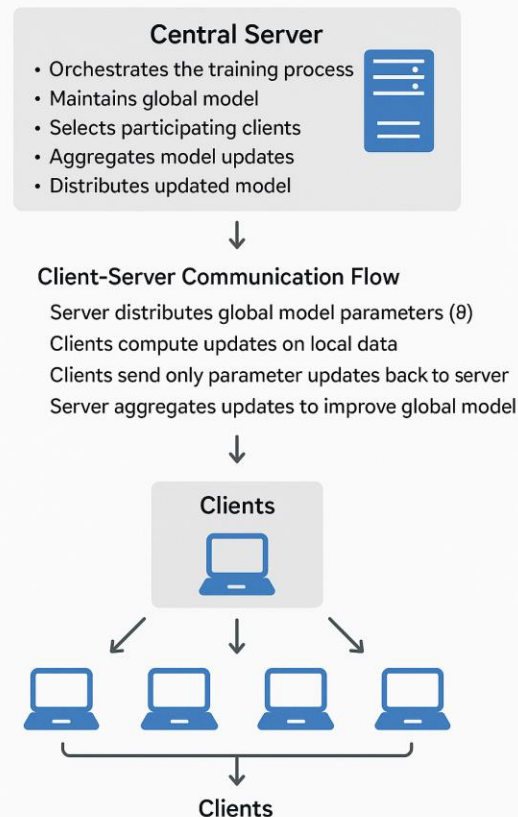 Central Server
• Orchestrates the training process
• Maintains global model
• Selects participating clients
• Aggregates model updates
• Distributes updated model
Client-Server Communication Flow
Server distributes global model parameters (θ)
Clients compute updates on local data
Clients send only parameter updates back to server
Server aggregates updates to improve global model
Clients
Clients